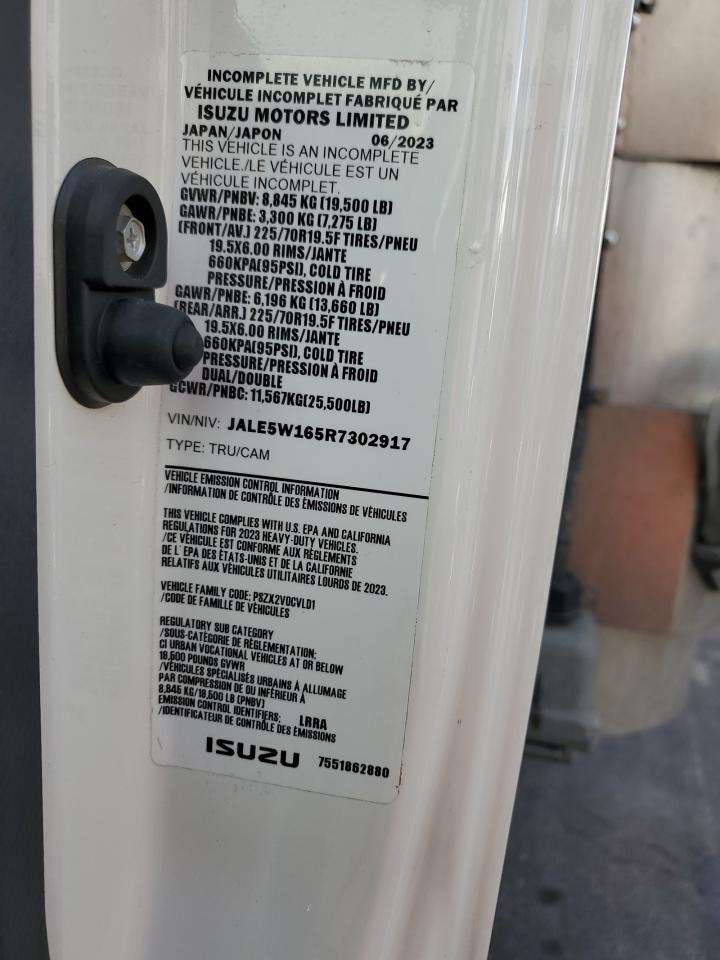 INCOMPLETE VEHICLE MFD BY/
VÉHICULE INCOMPLET FABRIQUÉ PAR
ISUZU MOTORS LIMITED
JAPAN/JAPON 06/2023
THIS VEHICLE IS AN INCOMPLETE
VEHICLE./LE VÉHICULE EST UN
VÉHICULE INCOMPLET.
GVWR/PNBV: 8,845 KG (19,500 LB)
GAWR/PNBE: 3,300 KG (7,275 LB)
(FRONT/AV.) 225/70R19.5F TIRES/PNEU
19.5X6.00 RIMS/JANTE
660KPA(95PSI), COLD TIRE
PRESSURE/PRESSION À FROID
GAWR/PNBE: 6,196 KG (13,660 LB)
(REAR/ARR.) 225/70R19.5F TIRES/PNEU
19.5X6.00 RIMS/JANTE
660KPA(95PSI), COLD TIRE
PRESSURE/PRESSION À FROID
DUAL/DOUBLE
GCWR/PNBC: 11,567KG(25,500LB)
VIN/NIV: JALE5W165R7302917
TYPE: TRU/CAM
VEHICLE EMISSION CONTROL INFORMATION
/INFORMATION DE CONTRÔLE DES ÉMISSIONS DE VÉHICULES
THIS VEHICLE COMPLIES WITH U.S. EPA AND CALIFORNIA
REGULATIONS FOR 2023 HEAVY-DUTY VEHICLES.
/CE VÉHICULE EST CONFORME AUX RÈGLEMENTS
DE L'EPA DES ÉTATS-UNIS ET DE LA CALIFORNIE
RELATIFS AUX VÉHICULES UTILITAIRES LOURDS DE 2023.
VEHICLE FAMILY CODE: PSZX2VOCVLD1
/CODE DE FAMILLE DE VÉHICULES
REGULATORY SUB CATEGORY
/SOUS-CATÉGORIE DE RÈGLEMENTATION:
CI URBAN VOCATIONAL VEHICLES AT OR BELOW
19,500 POUNDS GVWR
/VÉHICULES SPÉCIALISÉS URBAINS À ALLUMAGE
PAR COMPRESSION DE OU INFÉRIEUR À
8,845 KG/19,500 LB (PNBV)
EMISSION CONTROL IDENTIFIERS: LRRA
/IDENTIFICATEUR DE CONTRÔLE DES ÉMISSIONS
ISUZU 7551862880